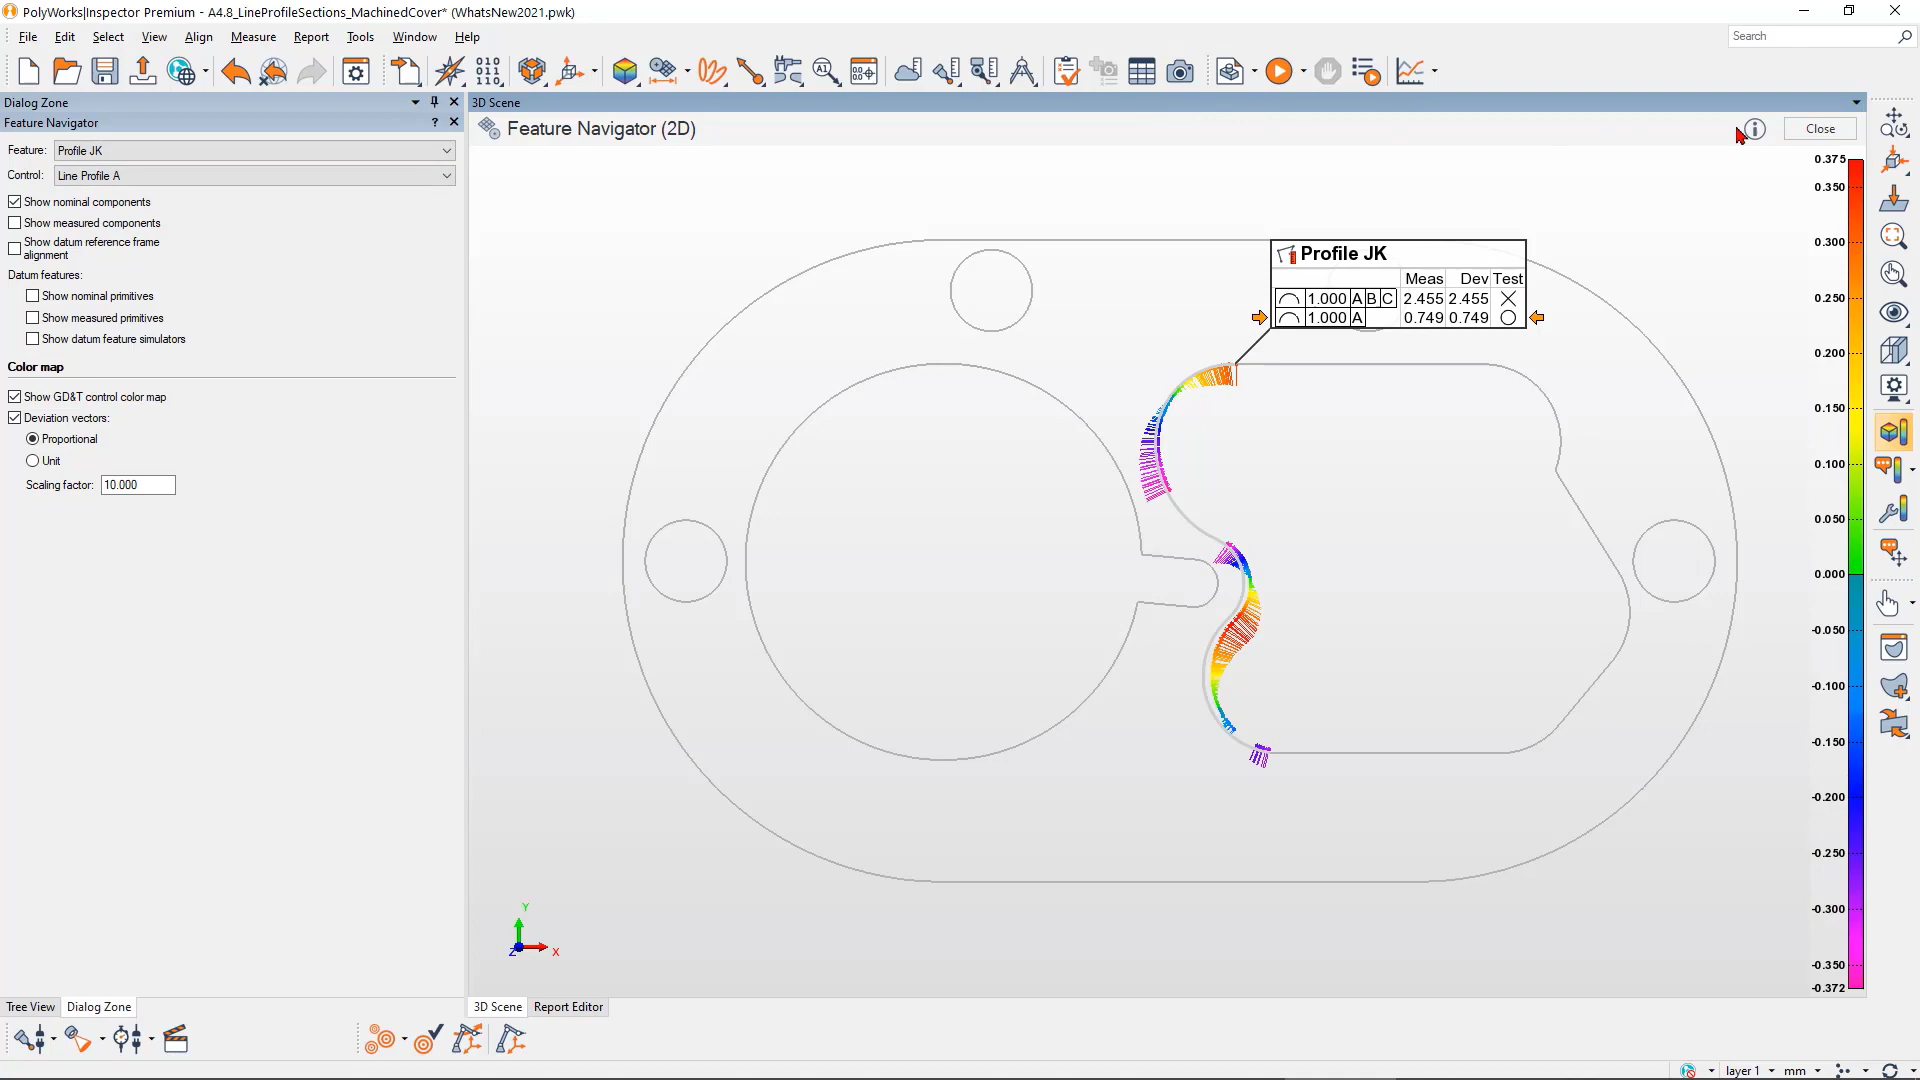 PolyWorks|Inspector Premium - A4.8_LineProfileSections_MachinedCover* (WhatsNew2021.pwk)
File Edit Select View Align Measure Report Tools Window Help
Search
Dialog Zone
3D Scene
Feature Navigator
?
Feature Navigator (2D)
Close
Feature: Profile JK
Control: Line Profile A
Show nominal components
Show measured components
Show datum reference frame
alignment
Datum features:
Show nominal primitives
Show measured primitives
Show datum feature simulators
Color map
Show GD&T control color map
Deviation vectors:
Proportional
Unit
Scaling factor: 10.000
Profile JK
Meas Dev Test
1.000 A B C 2.455 2.455
1.000 A 0.749 0.749
0.375
0.350
0.300
0.250
0.200
0.150
0.100
0.050
0.000
-0.050
-0.100
-0.150
-0.200
-0.250
-0.300
-0.350
-0.372
Y
Z
X
Tree View Dialog Zone
3D Scene Report Editor
layer 1 mm